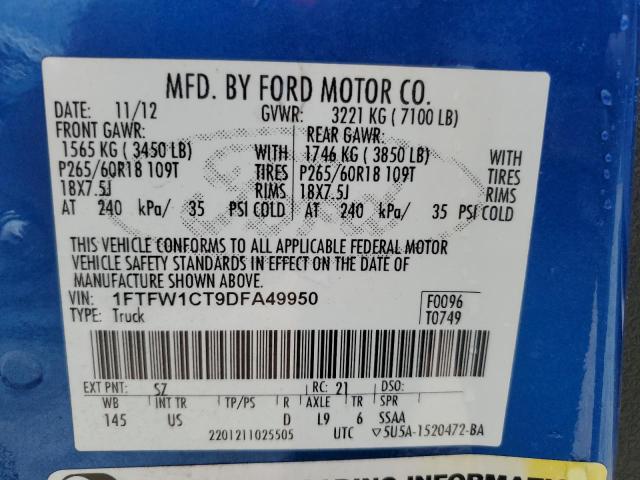 MFD. BY FORD MOTOR CO.
DATE: 11/12 GVWR: 3221 KG ( 7100 LB)
FRONT GAWR: REAR GAWR:
1565 KG ( 3450 LB) WITH 1746 KG ( 3850 LB) WITH
P265/60R18 109T TIRES P265/60R18 109T TIRES
18X7.5J RIMS 18X7.5J RIMS
AT 240 kPa/ 35 PSI COLD AT 240 kPa/ 35 PSI COLD
THIS VEHICLE CONFORMS TO ALL APPLICABLE FEDERAL MOTOR
VEHICLE SAFETY STANDARDS IN EFFECT ON THE DATE OF
MANUFACTURE SHOWN ABOVE.
VIN: 1FTFW1CT9DFA49950 F0096
TYPE: Truck T0749
EXT PNT: SZ RC: 21 DSO:
WB INT TR TP/PS R AXLE TR SPR
145 US D L9 6 SSAA
2201211025505 UTC ▽5U5A-1520472-BA